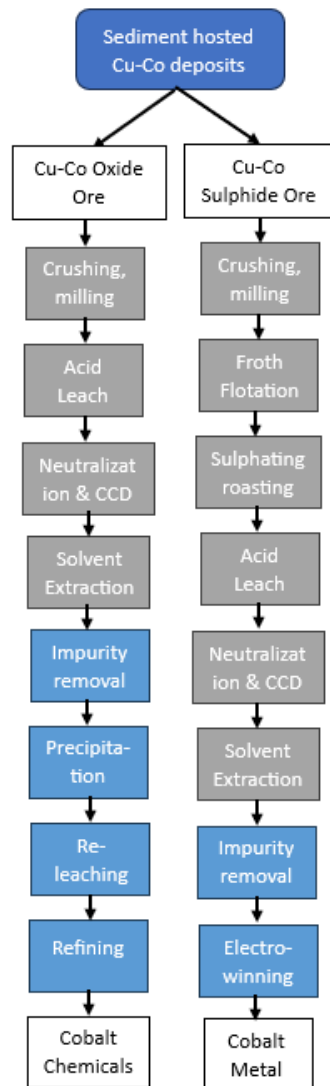 Sediment hosted
Cu-Co deposits
Cu-Co Oxide
Ore
Crushing,
milling
Acid
Leach
Neutralizat
ion & CCD
Solvent
Extraction
Impurity
removal
Precipita-
tion
Re-
leaching
Refining
Cobalt
Chemicals
Cu-Co
Sulphide Ore
Crushing,
milling
Froth
Flotation
Sulphating
roasting
Acid
Leach
Neutralizat
ion & CCD
Solvent
Extraction
Impurity
removal
Electro-
winning
Cobalt
Metal